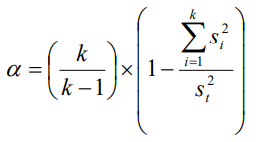 α = (k / (k − 1)) × (1 − (∑_{i=1}^{k} s_i^2) / s_t^2)